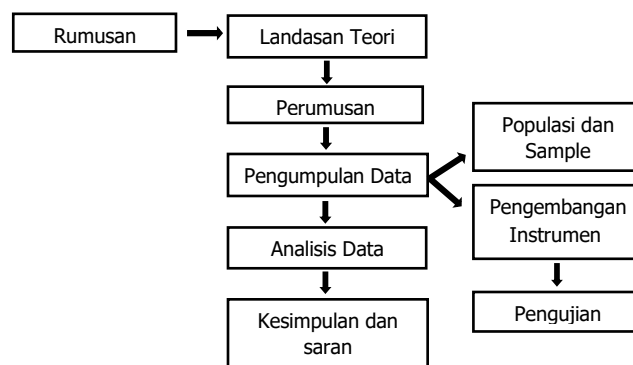 Rumusan
Landasan Teori
Perumusan
Pengumpulan Data
Populasi dan
Sample
Pengembangan
Instrumen
Pengujian
Analisis Data
Kesimpulan dan
saran